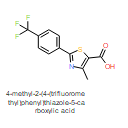 F
F
F
S
N
O
OH
4-methyl-2-(4-(trifluorome
thyl)phenyl)thiazole-5-ca
rboxylic acid